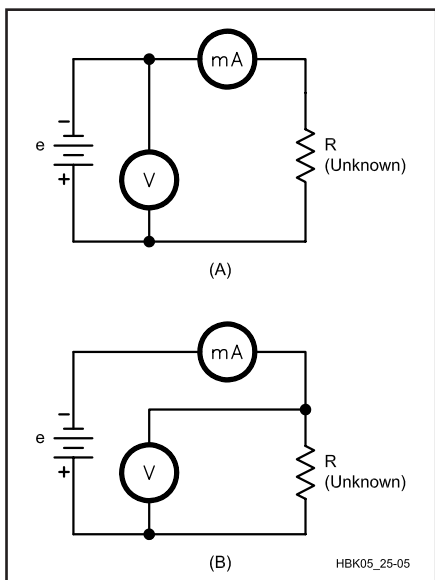 mA
−
e
+
V
R
(Unknown)
(A)
mA
−
e
+
V
R
(Unknown)
(B)
HBK05_25-05